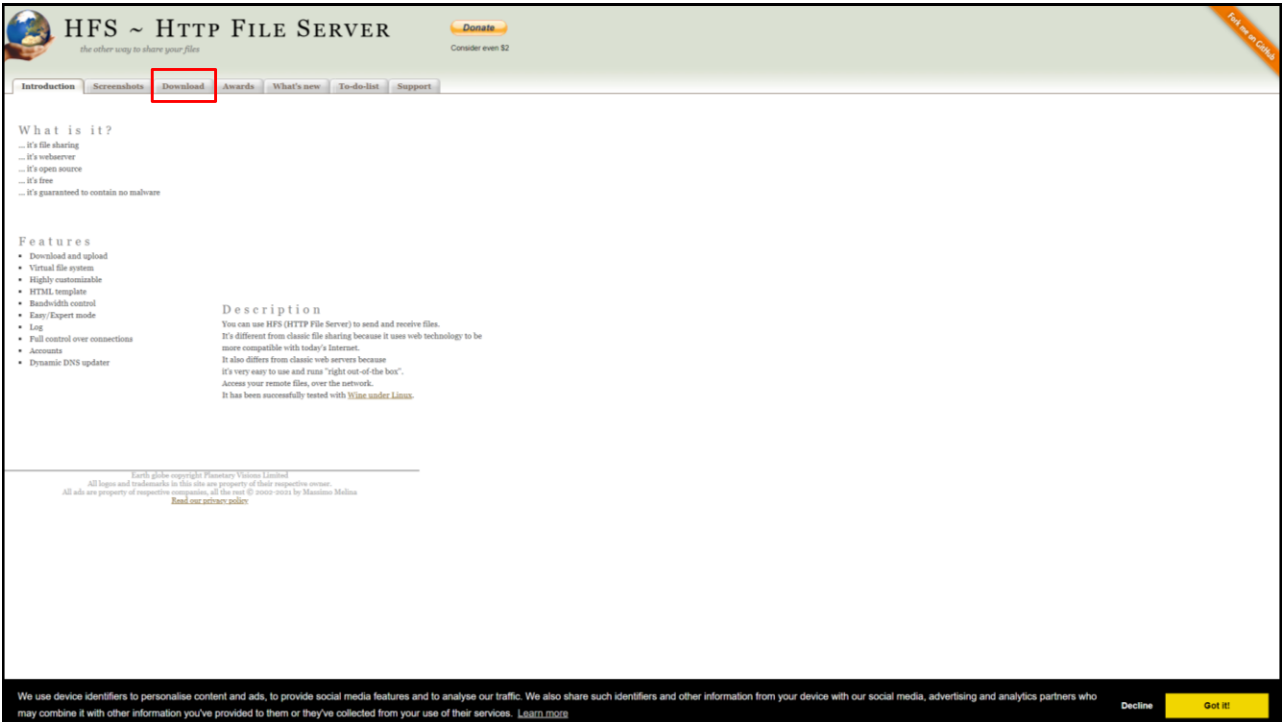 HFS ~ HTTP FILE SERVER
the other way to share your files
Donate
Consider even $2
Fork me on GitHub
Introduction Screenshots Download Awards What's new To-do-list Support
What is it?
... it's file sharing
... it's webserver
... it's open source
... it's free
... it's guaranteed to contain no malware
Features
• Download and upload
• Virtual file system
• Highly customizable
• HTML template
• Bandwidth control
• Easy/Expert mode
• Log
• Full control over connections
• Accounts
• Dynamic DNS updater
Description
You can use HFS (HTTP File Server) to send and receive files.
It's different from classic file sharing because it uses web technology to be
more compatible with today's Internet.
It also differs from classic web servers because
it's very easy to use and runs "right out-of-the box".
Access your remote files, over the network.
It has been successfully tested with Wine under Linux.
Earth globe copyright Planetary Visions Limited
All logos and trademarks in this site are property of their respective owner.
All ads are property of respective companies, all the rest © 2002-2021 by Massimo Melina
Read our privacy policy
We use device identifiers to personalise content and ads, to provide social media features and to analyse our traffic. We also share such identifiers and other information from your device with our social media, advertising and analytics partners who
may combine it with other information you've provided to them or they've collected from your use of their services. Learn more
Decline
Got it!